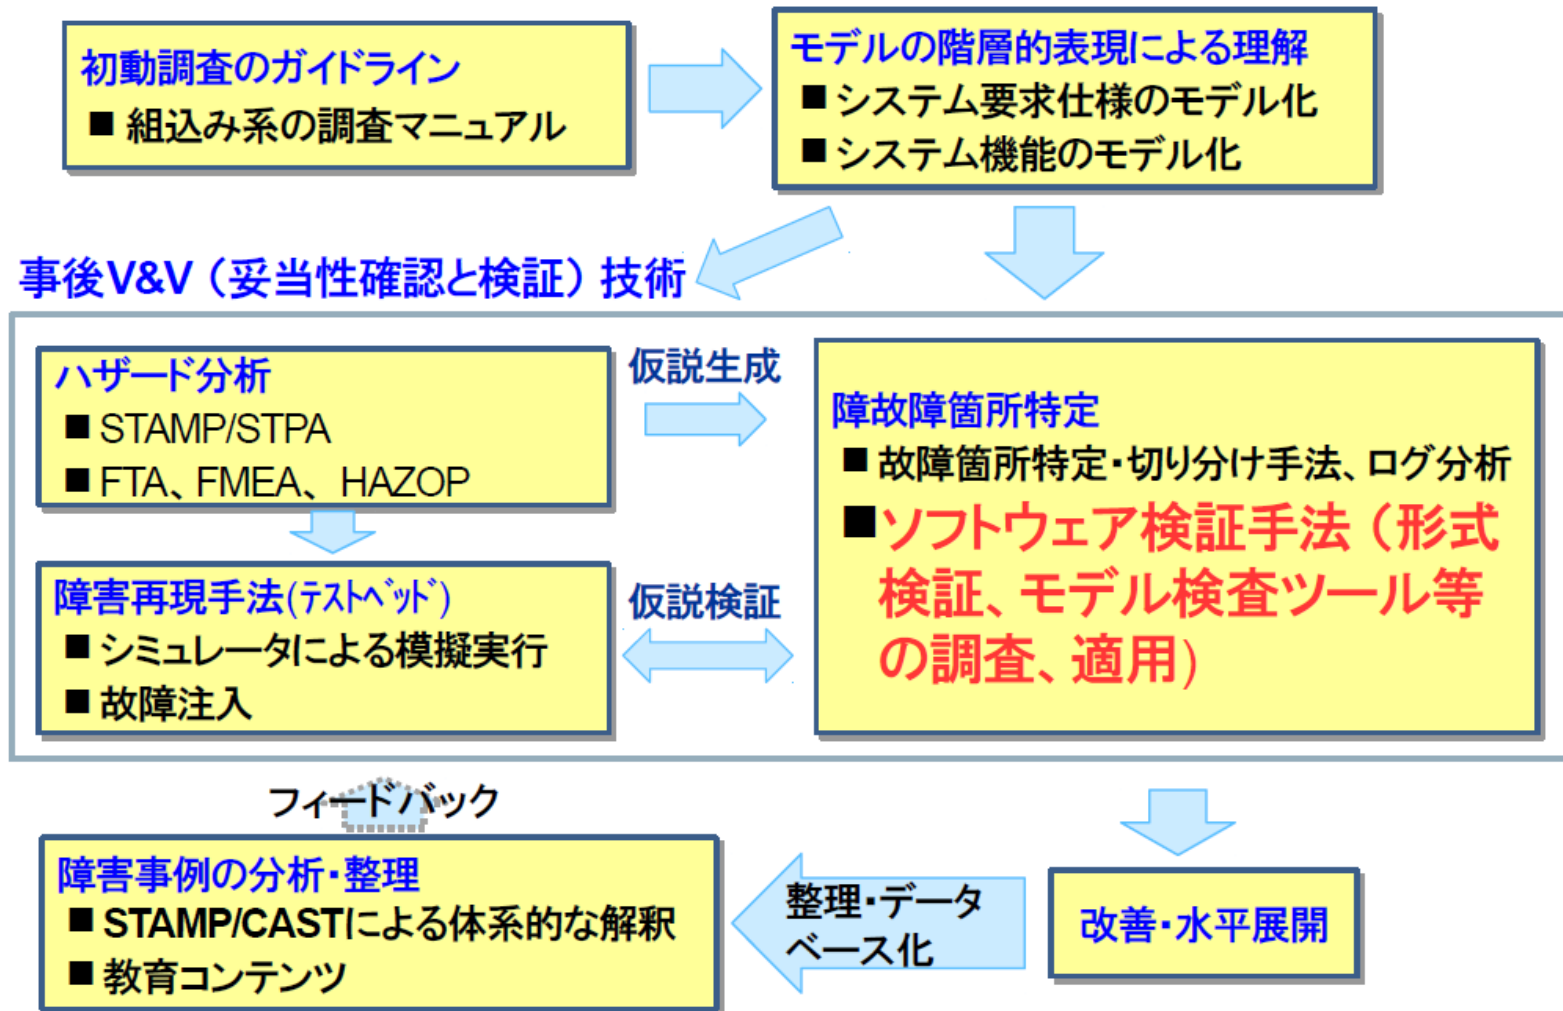 初動調査のガイドライン
■ 組込み系の調査マニュアル
モデルの階層的表現による理解
■ システム要求仕様のモデル化
■ システム機能のモデル化
事後V&V（妥当性確認と検証）技術
ハザード分析
■ STAMP/STPA
■ FTA、FMEA、HAZOP
仮説生成
障故障箇所特定
■ 故障箇所特定・切り分け手法、ログ分析
■ソフトウェア検証手法（形式
検証、モデル検査ツール等
の調査、適用)
障害再現手法(ﾃｽﾄﾍﾞｯﾄﾞ)
■ シミュレータによる模擬実行
■ 故障注入
仮説検証
フィードバック
障害事例の分析・整理
■ STAMP/CASTによる体系的な解釈
■ 教育コンテンツ
整理・データ
ベース化
改善・水平展開